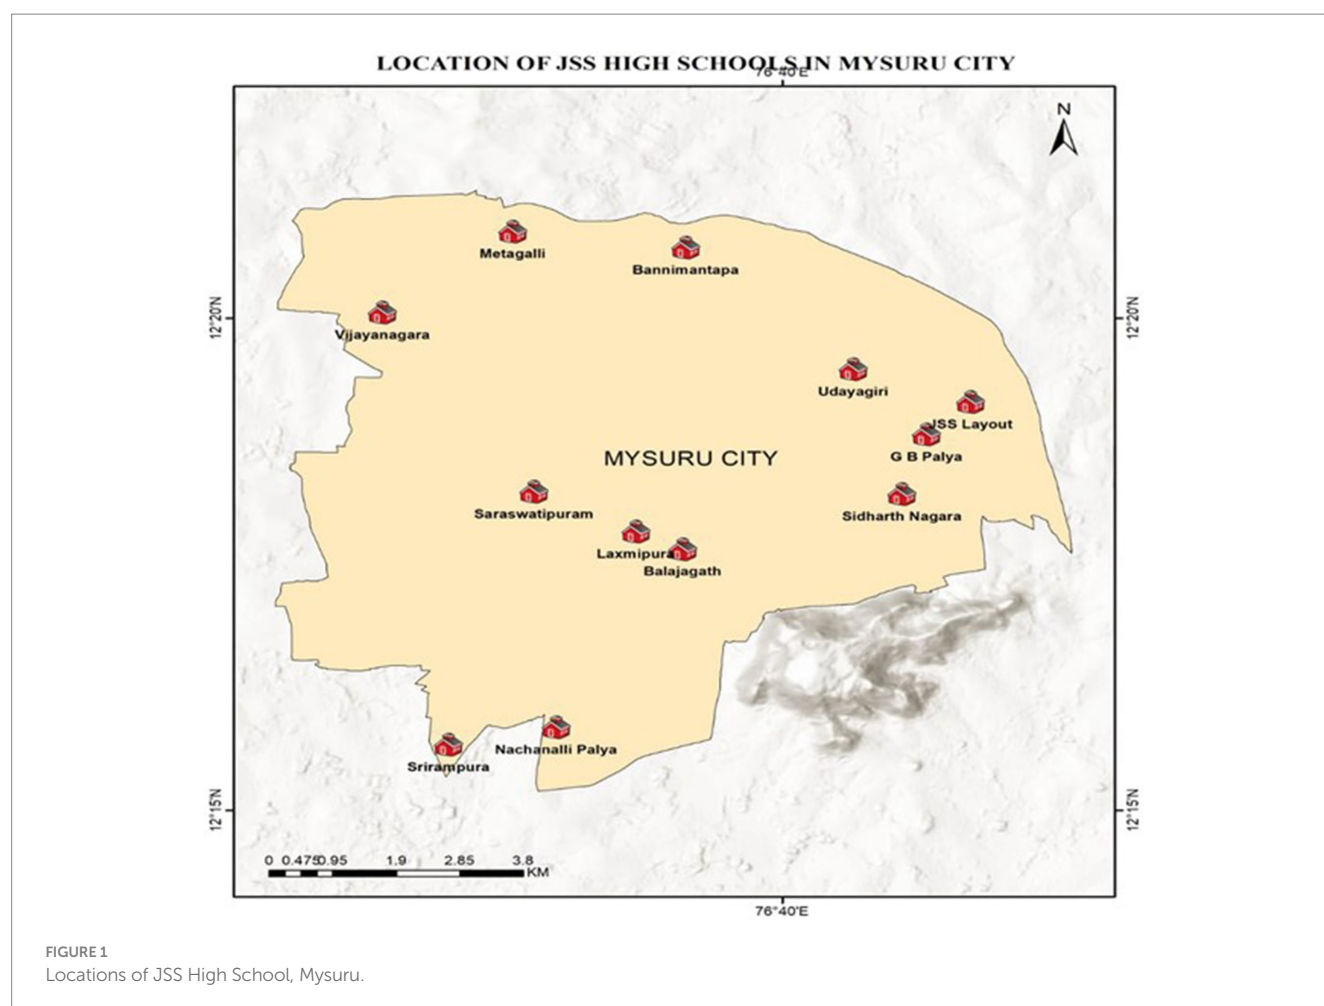 LOCATION OF JSS HIGH SCHOOLS IN MYSURU CITY
76°40'E
N
Metagalli
Bannimantapa
12°20'N
12°20'N
Vijayanagara
Udayagiri
JSS Layout
G B Palya
MYSURU CITY
Saraswatipuram
Sidharth Nagara
Laxmipura
Balajagath
Nachanalli Palya
Srirampura
12°15'N
12°15'N
0 0.475 0.95 1.9 2.85 3.8
KM
76°40'E
FIGURE 1
Locations of JSS High School, Mysuru.